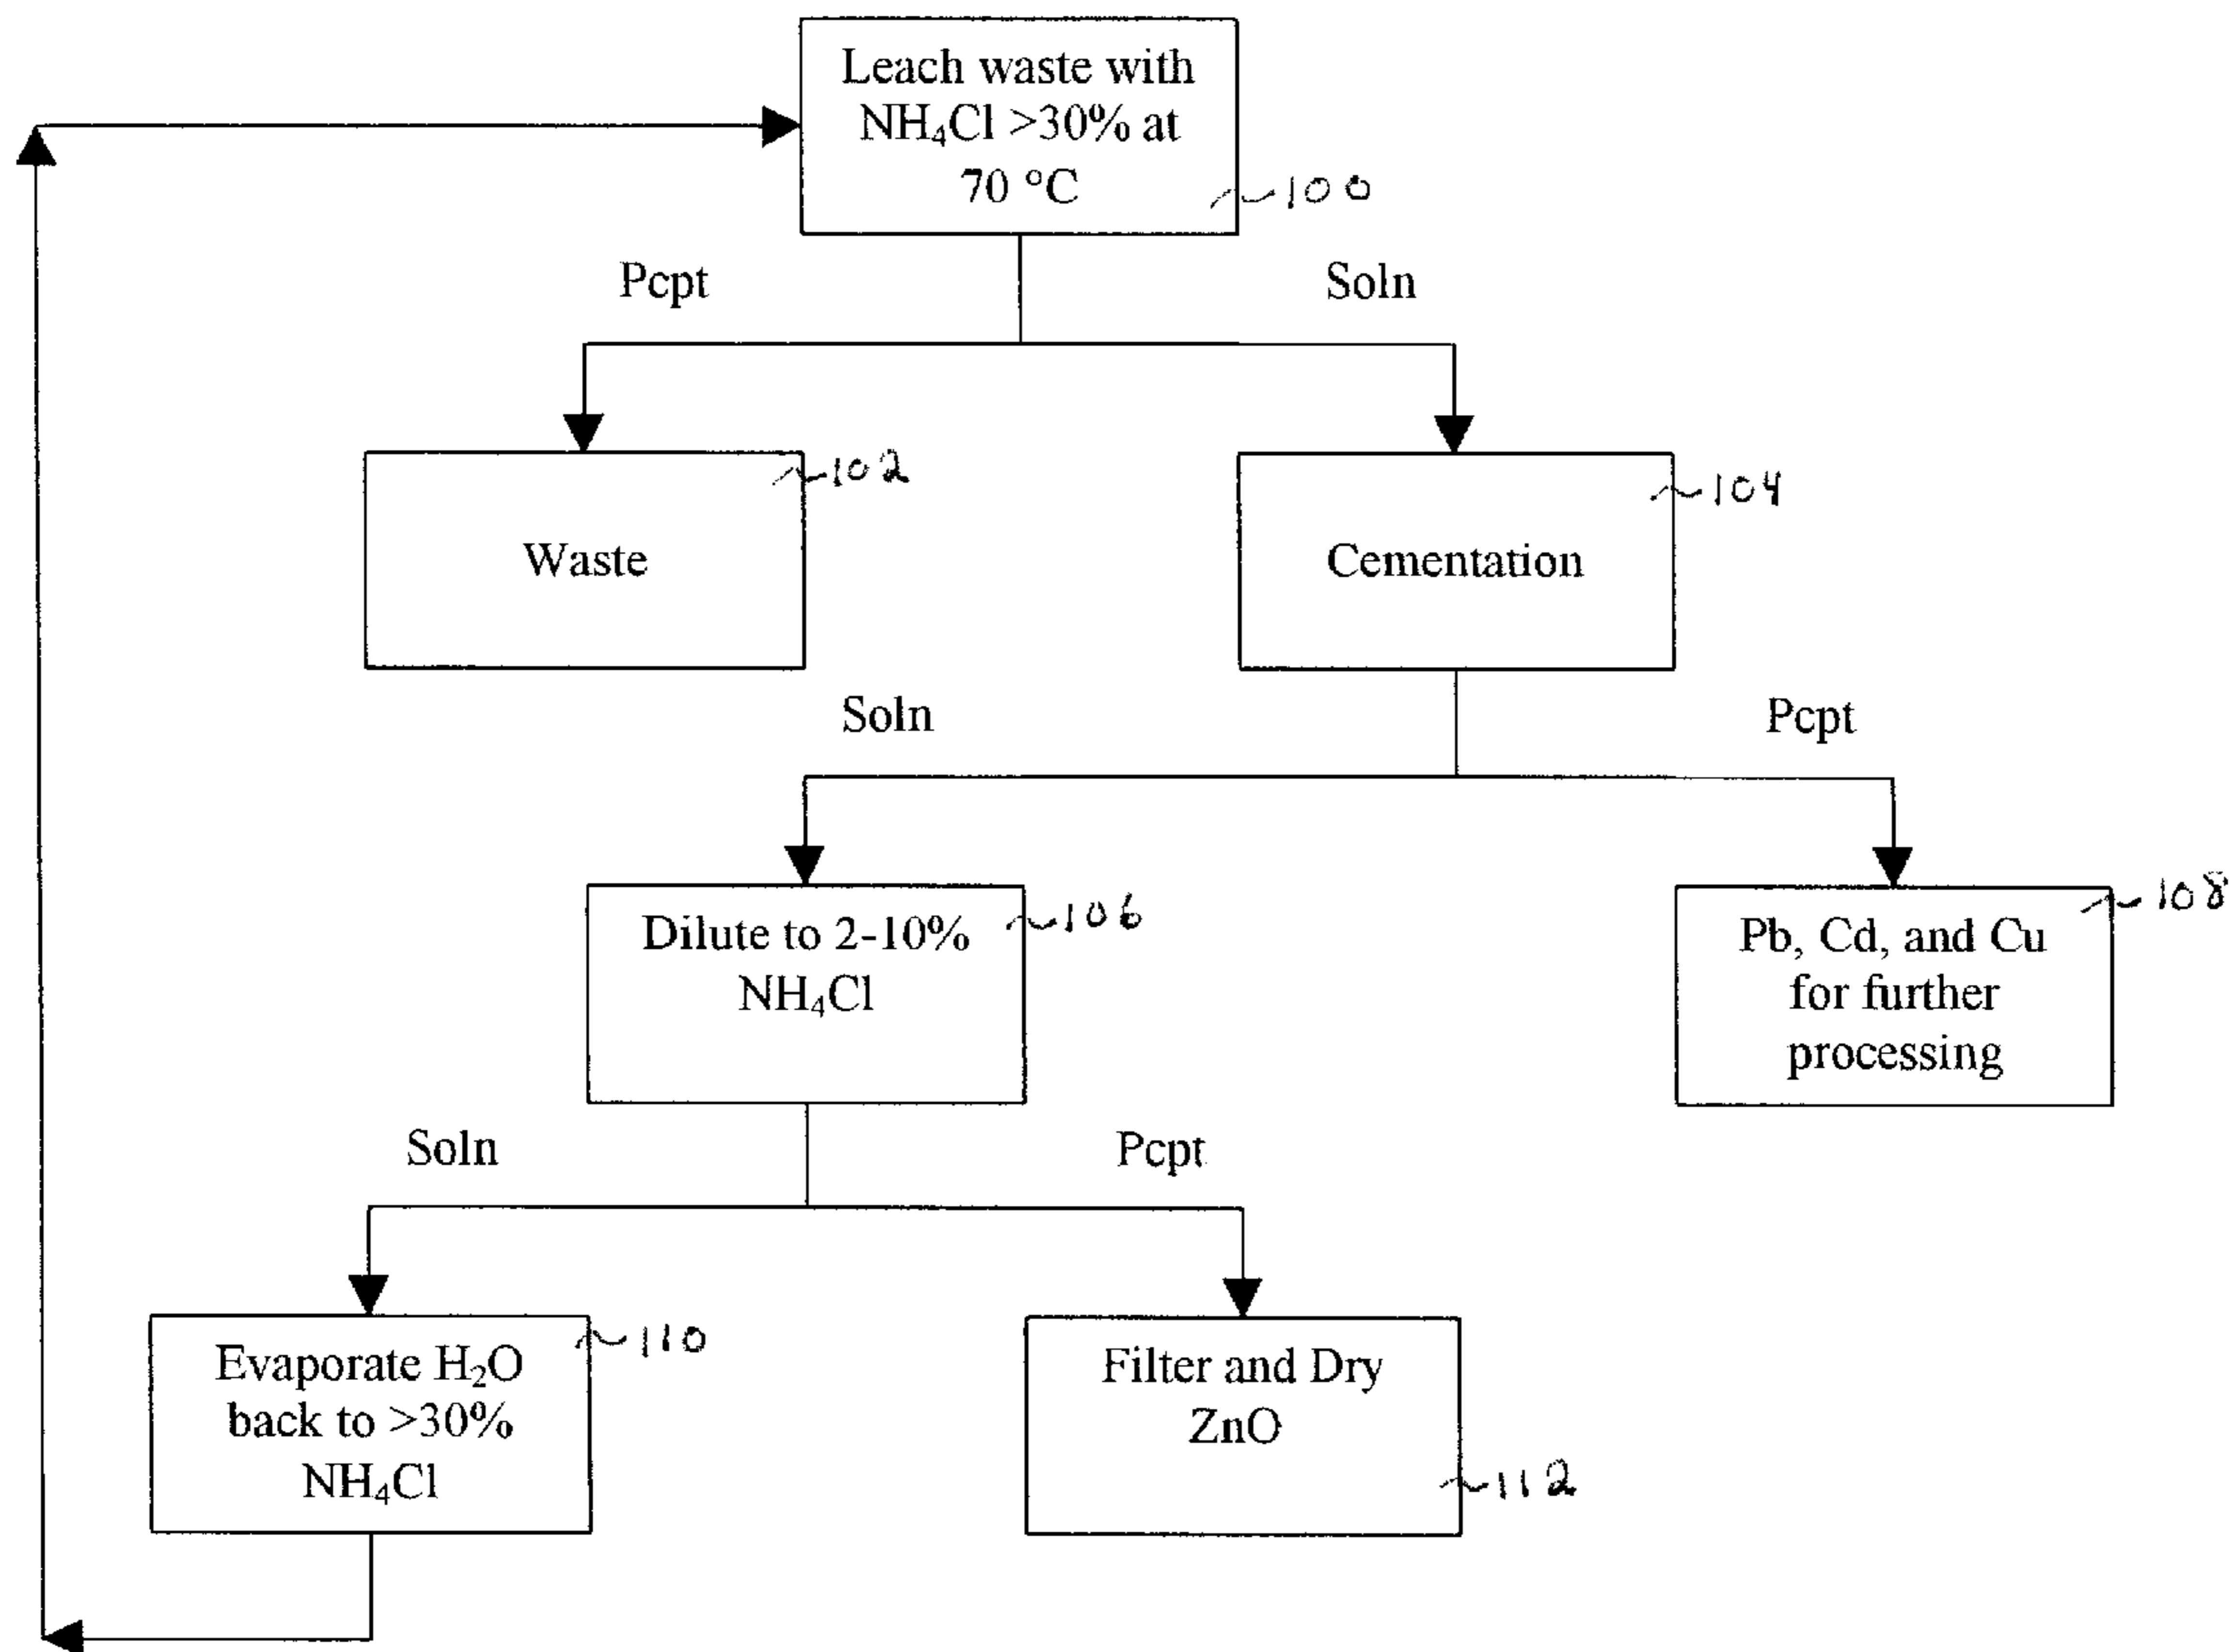 Leach waste with
NH₄Cl >30% at
70 °C
100
Pcpt
Soln
102
Waste
104
Cementation
Soln
Pcpt
106
Dilute to 2-10%
NH₄Cl
108
Pb, Cd, and Cu
for further
processing
Soln
Pcpt
110
Evaporate H₂O
back to >30%
NH₄Cl
Filter and Dry
ZnO
112